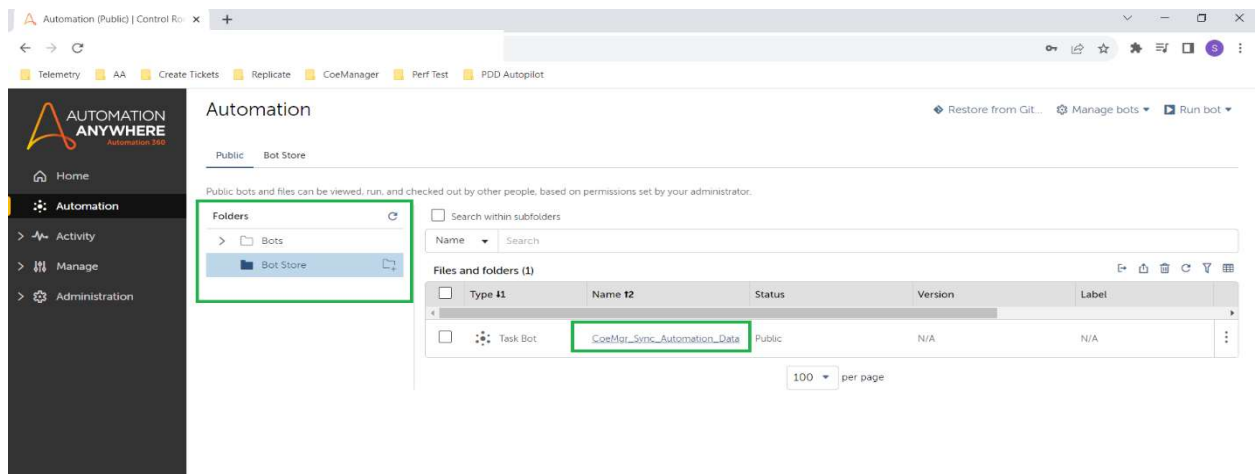 Automation (Public) | Control Ro
Telemetry AA Create Tickets Replicate CoeManager Perf Test PDD Autopilot
S
AUTOMATION
ANYWHERE
Automation 360
Home
Automation
Activity
Manage
Administration
Automation
Restore from Git... Manage bots Run bot
Public Bot Store
Public bots and files can be viewed, run, and checked out by other people, based on permissions set by your administrator.
Folders
Bots
Bot Store
Search within subfolders
Name Search
Files and folders (1)
Type ↓1 Name ↑2 Status Version Label
Task Bot CoeMgr_Sync_Automation_Data Public N/A N/A
100 per page